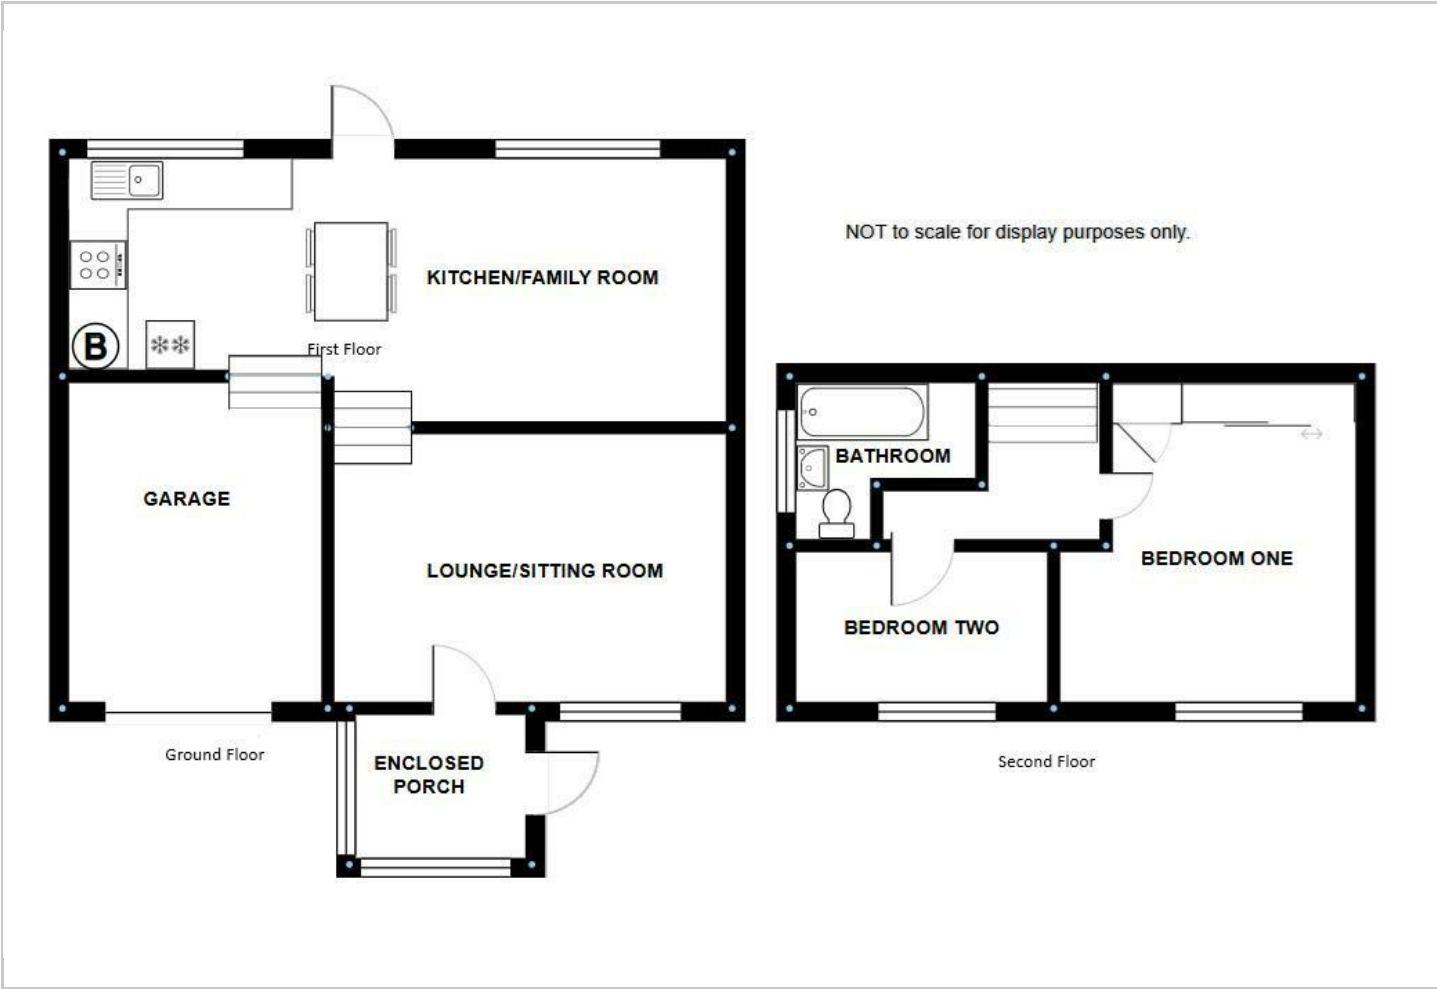 NOT to scale for display purposes only.
KITCHEN/FAMILY ROOM
B
First Floor
GARAGE
LOUNGE/SITTING ROOM
Ground Floor
ENCLOSED
PORCH
BATHROOM
BEDROOM ONE
BEDROOM TWO
Second Floor